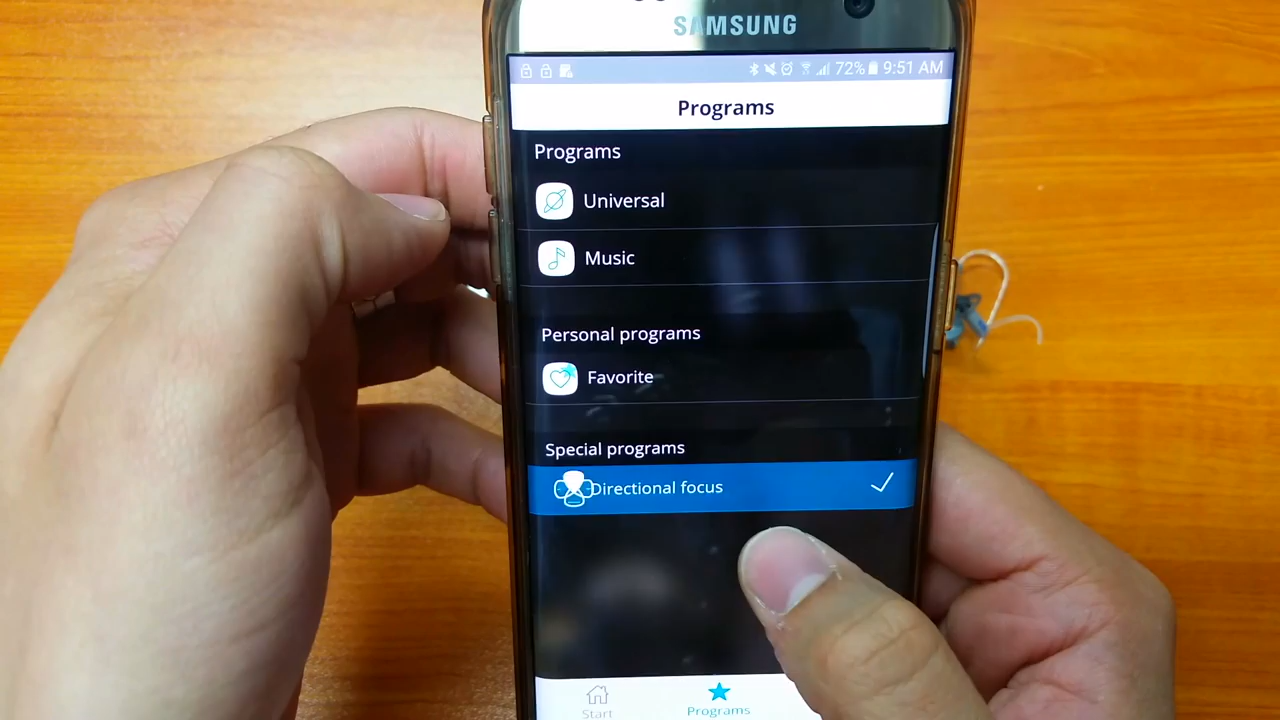 SAMSUNG
72% 9:51 AM
Programs
Programs
Universal
Music
Personal programs
Favorite
Special programs
Directional focus
Start
Programs